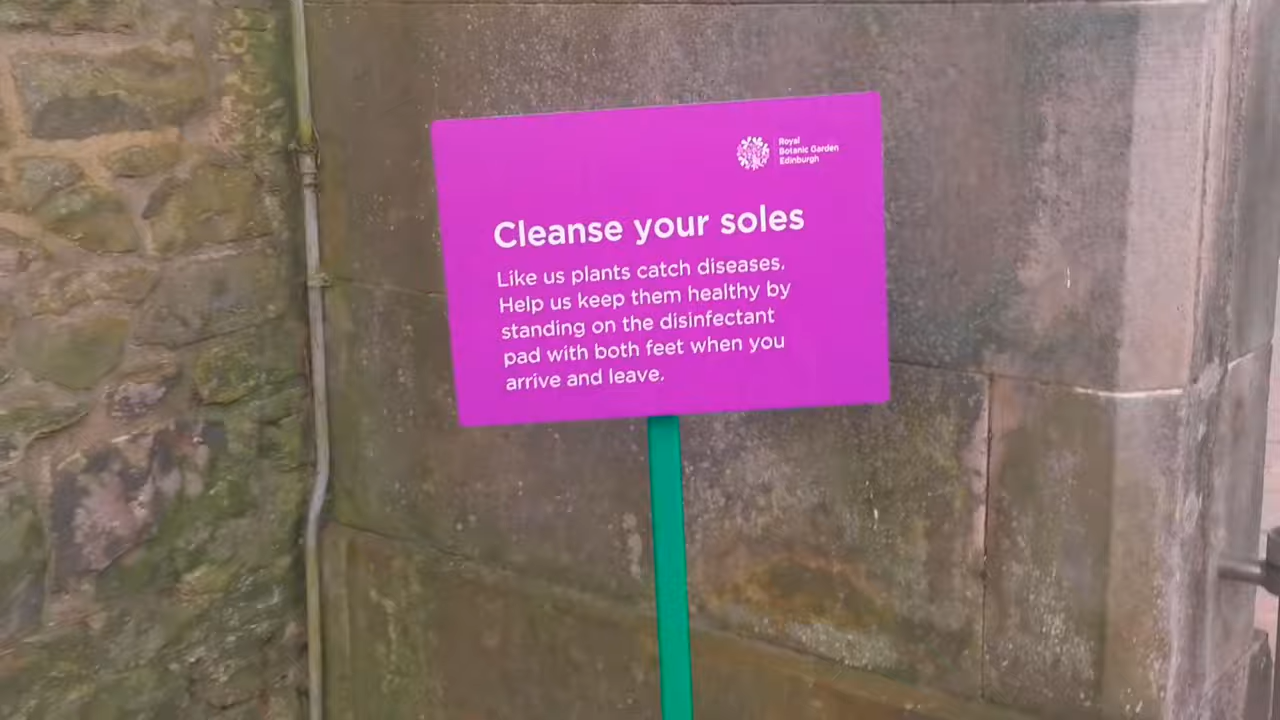 Royal
Botanic Garden
Edinburgh
Cleanse your soles
Like us plants catch diseases.
Help us keep them healthy by
standing on the disinfectant
pad with both feet when you
arrive and leave.